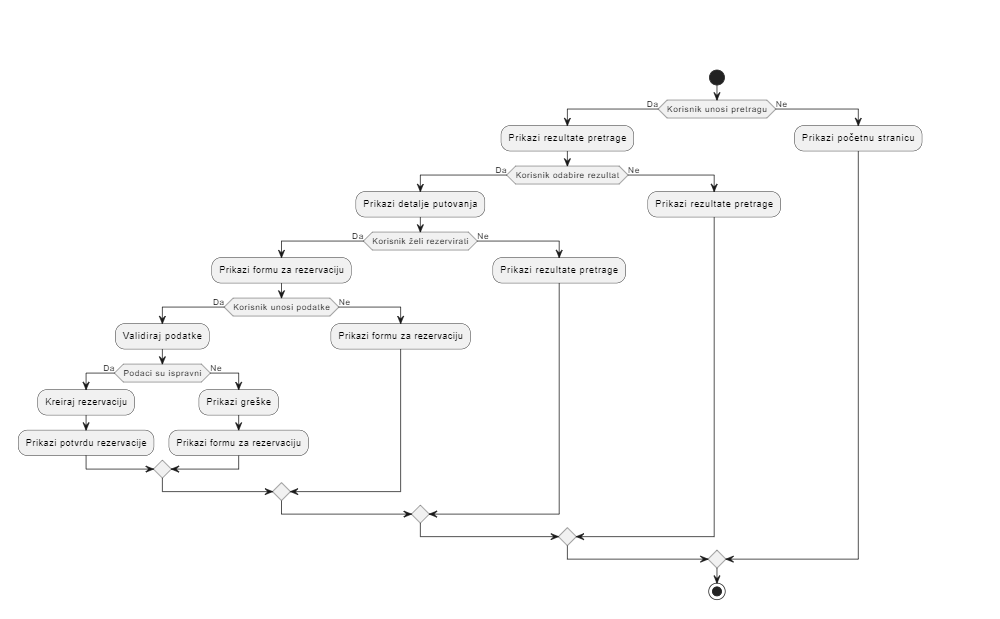 Da
Korisnik unosi pretragu
Ne
Prikazi rezultate pretrage
Prikazi početnu stranicu
Da
Korisnik odabire rezultat
Ne
Prikazi detalje putovanja
Prikazi rezultate pretrage
Da
Korisnik želi rezervirati
Ne
Prikazi formu za rezervaciju
Prikazi rezultate pretrage
Da
Korisnik unosi podatke
Ne
Validiraj podatke
Prikazi formu za rezervaciju
Da
Podaci su ispravni
Ne
Kreiraj rezervaciju
Prikazi greške
Prikazi potvrdu rezervacije
Prikazi formu za rezervaciju